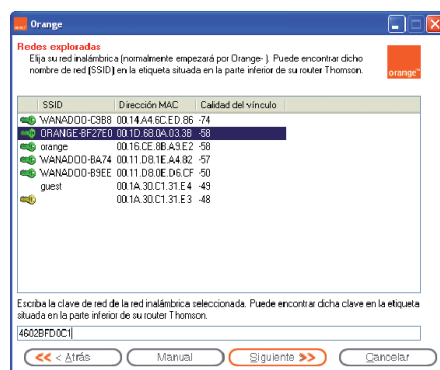 Orange
Redes exploradas
Elija su red inalámbrica (normalmente empezará por Orange- ). Puede encontrar dicho
nombre de red (SSID) en la etiqueta situada en la parte inferior de su router Thomson.
orange™
SSID Dirección MAC Calidad del vínculo
WANADOO-C9B8 00.14.A4.6C.ED.86 -74
ORANGE-BF27E0 00.1D.68.0A.03.3B -58
orange 00.16.CE.8B.A9.E2 -58
WANADOO-BA74 00.11.D8.1E.A4.82 -57
WANADOO-B9EE 00.11.D8.0E.D6.CF -50
guest 00.1A.30.C1.31.E4 -49
00.1A.30.C1.31.E3 -48
Escriba la clave de red de la red inalámbrica seleccionada. Puede encontrar dicha clave en la etiqueta
situada en la parte inferior de su router Thomson.
4602BFD0C1
<< < Atrás Manual Siguiente >> Cancelar